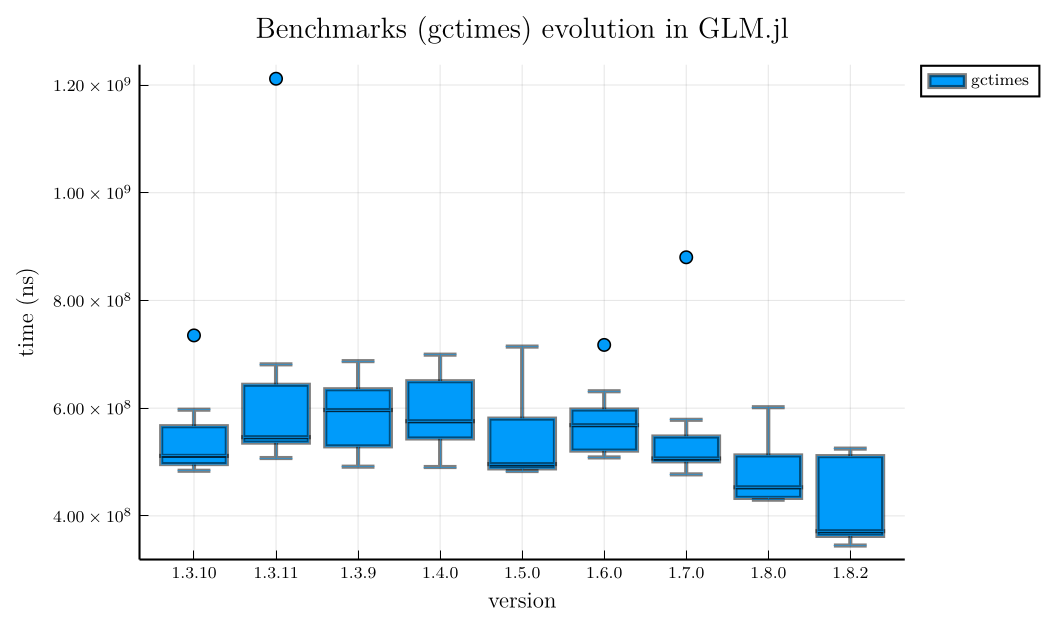 Benchmarks (gctimes) evolution in GLM.jl
gctimes
1.20 × 10⁹
1.00 × 10⁹
8.00 × 10⁸
6.00 × 10⁸
4.00 × 10⁸
time (ns)
1.3.10 1.3.11 1.3.9 1.4.0 1.5.0 1.6.0 1.7.0 1.8.0 1.8.2
version